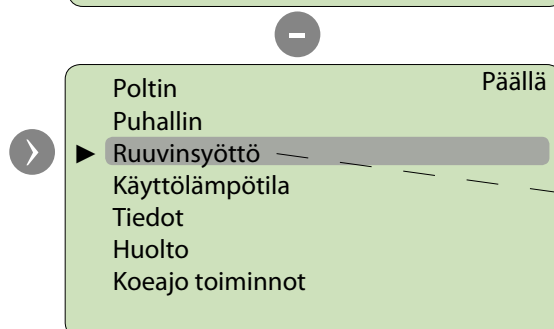 Poltin Päällä
Puhallin
Ruuvinsyöttö
Käyttölämpötila
Tiedot
Huolto
Koeajo toiminnot